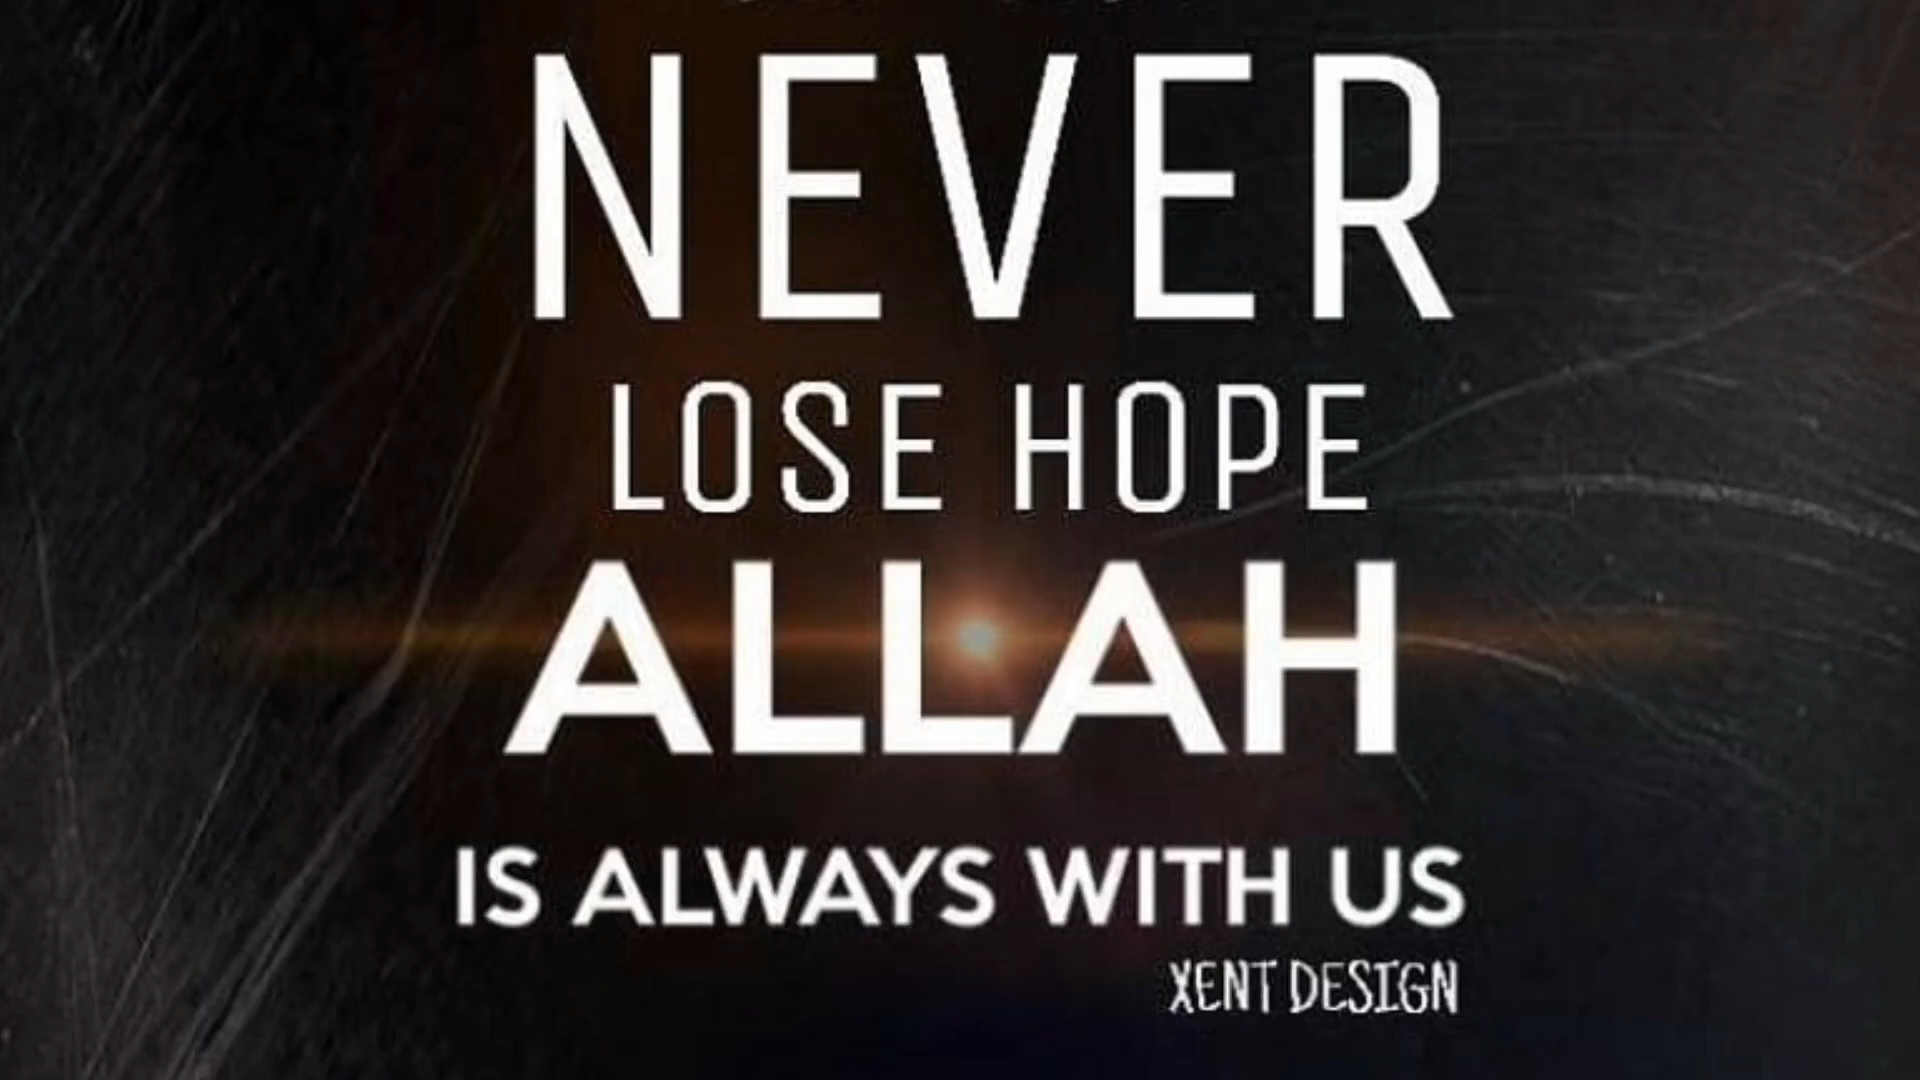 NEVER
LOSE HOPE
ALLAH
IS ALWAYS WITH US
XENT DESIGN